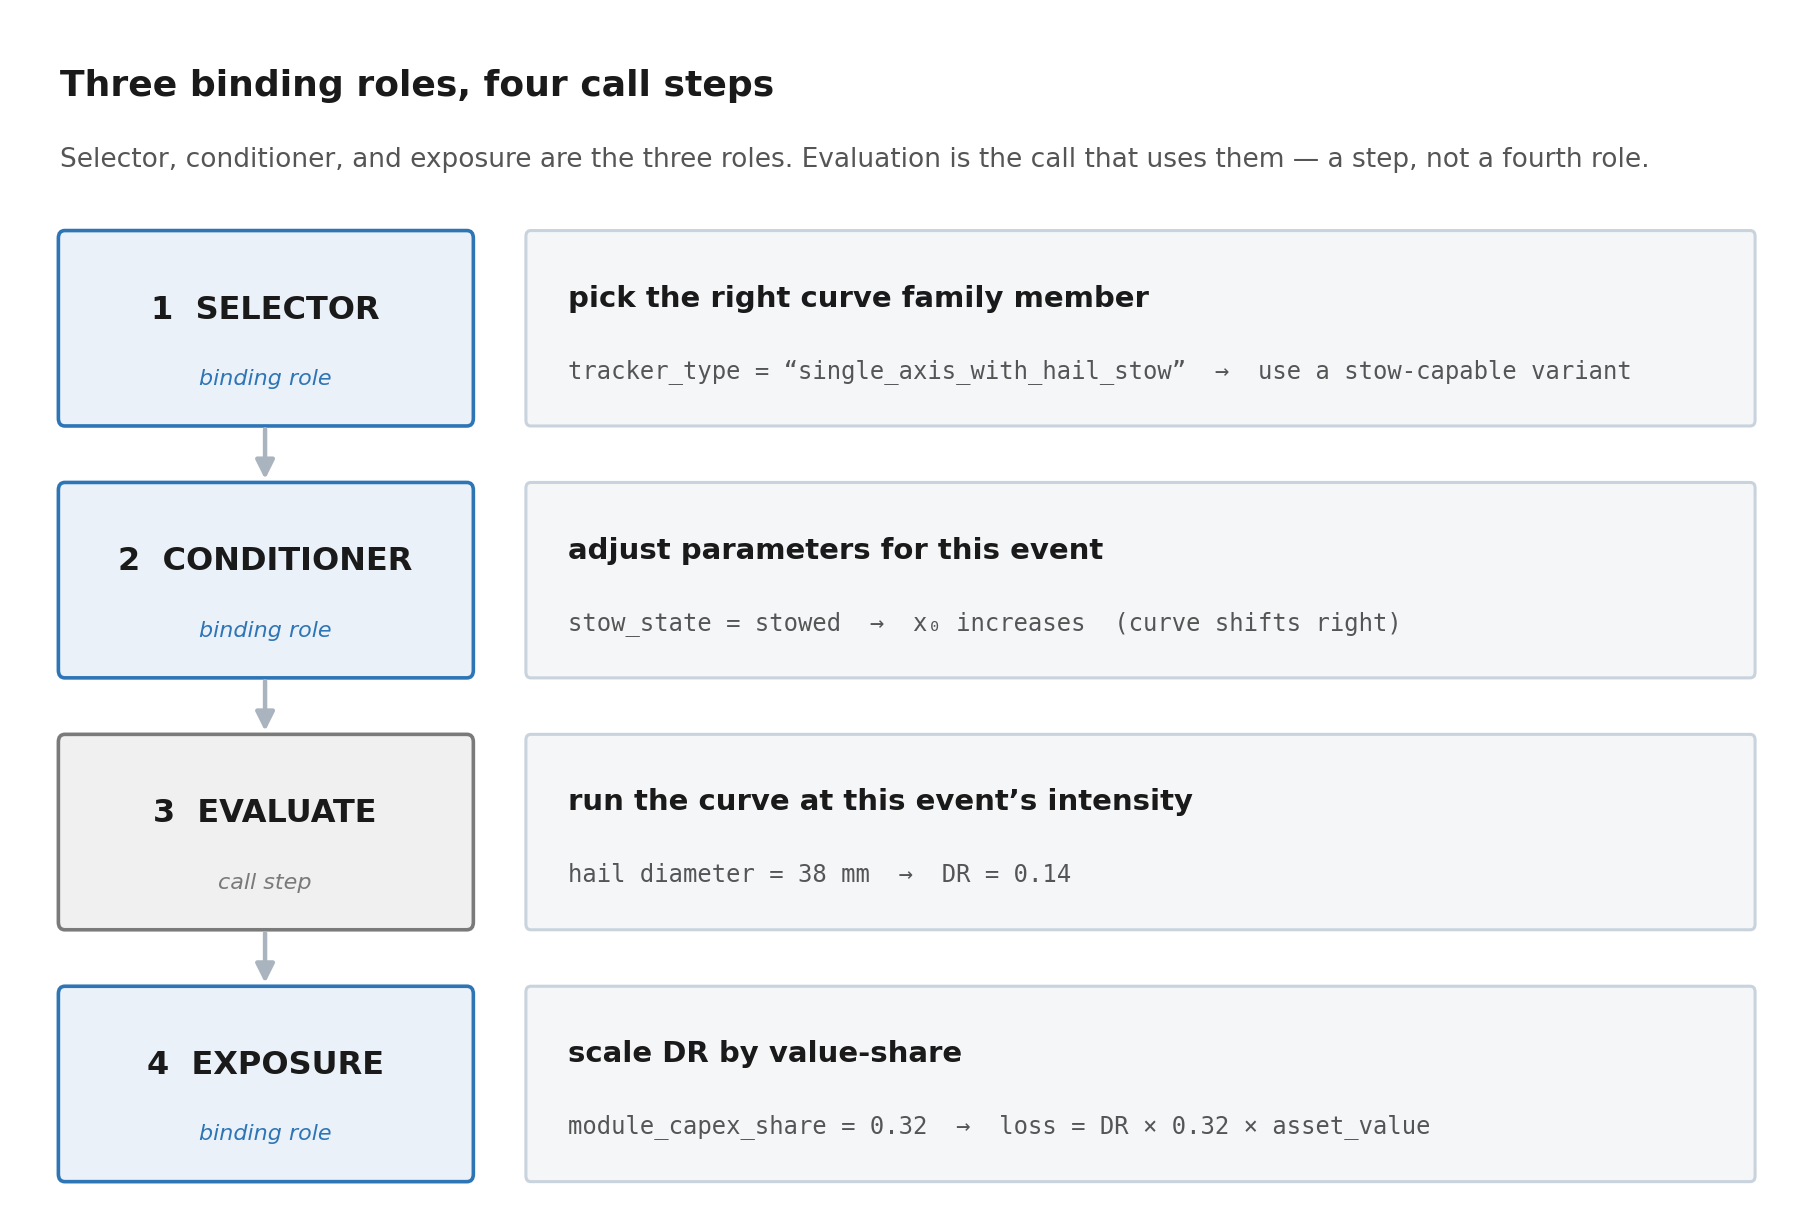 Three binding roles, four call steps
Selector, conditioner, and exposure are the three roles. Evaluation is the call that uses them — a step, not a fourth role.
1 SELECTOR
binding role
pick the right curve family member
tracker_type = “single_axis_with_hail_stow” → use a stow-capable variant
2 CONDITIONER
binding role
adjust parameters for this event
stow_state = stowed → x₀ increases (curve shifts right)
3 EVALUATE
call step
run the curve at this event’s intensity
hail diameter = 38 mm → DR = 0.14
4 EXPOSURE
binding role
scale DR by value-share
module_capex_share = 0.32 → loss = DR × 0.32 × asset_value